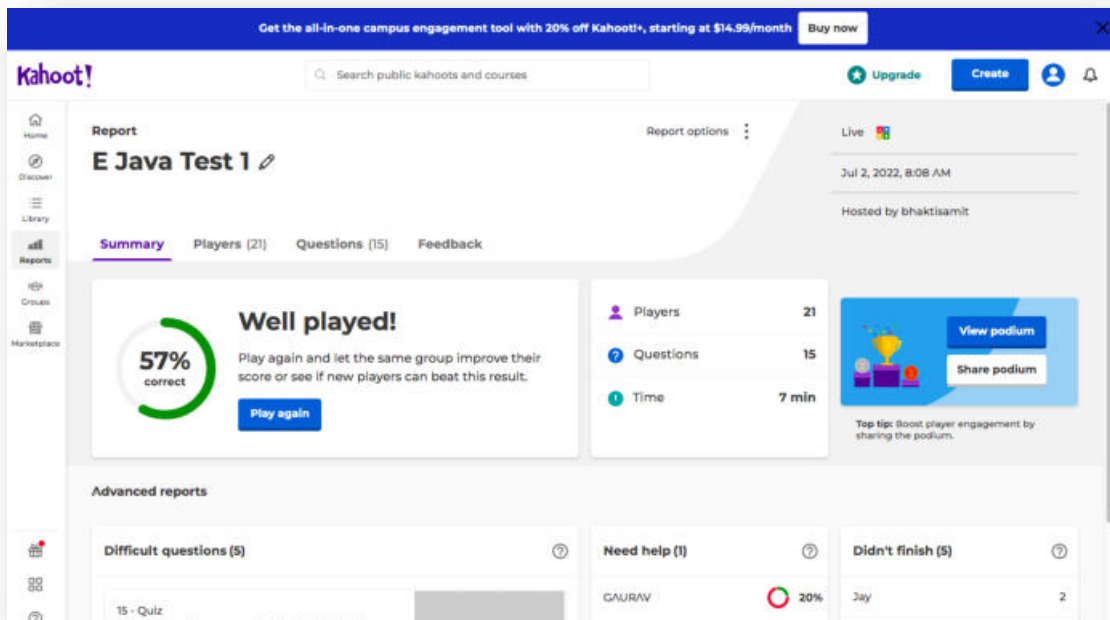 Get the all-in-one campus engagement tool with 20% off Kahoot!+, starting at $14.99/month
Buy now
Kahoot!
Search public kahoots and courses
Upgrade
Create
Home
Discover
Library
Reports
Groups
Marketplace
Report
E Java Test 1
Report options
Live
Jul 2, 2022, 8:08 AM
Hosted by bhaktisamit
Summary
Players (21)
Questions (15)
Feedback
57%
correct
Well played!
Play again and let the same group improve their
score or see if new players can beat this result.
Play again
Players 21
Questions 15
Time 7 min
View podium
Share podium
Top tip: Boost player engagement by
sharing the podium.
Advanced reports
Difficult questions (5)
15 - Quiz
Need help (1)
GAURAV 20%
Didn't finish (5)
Jay 2